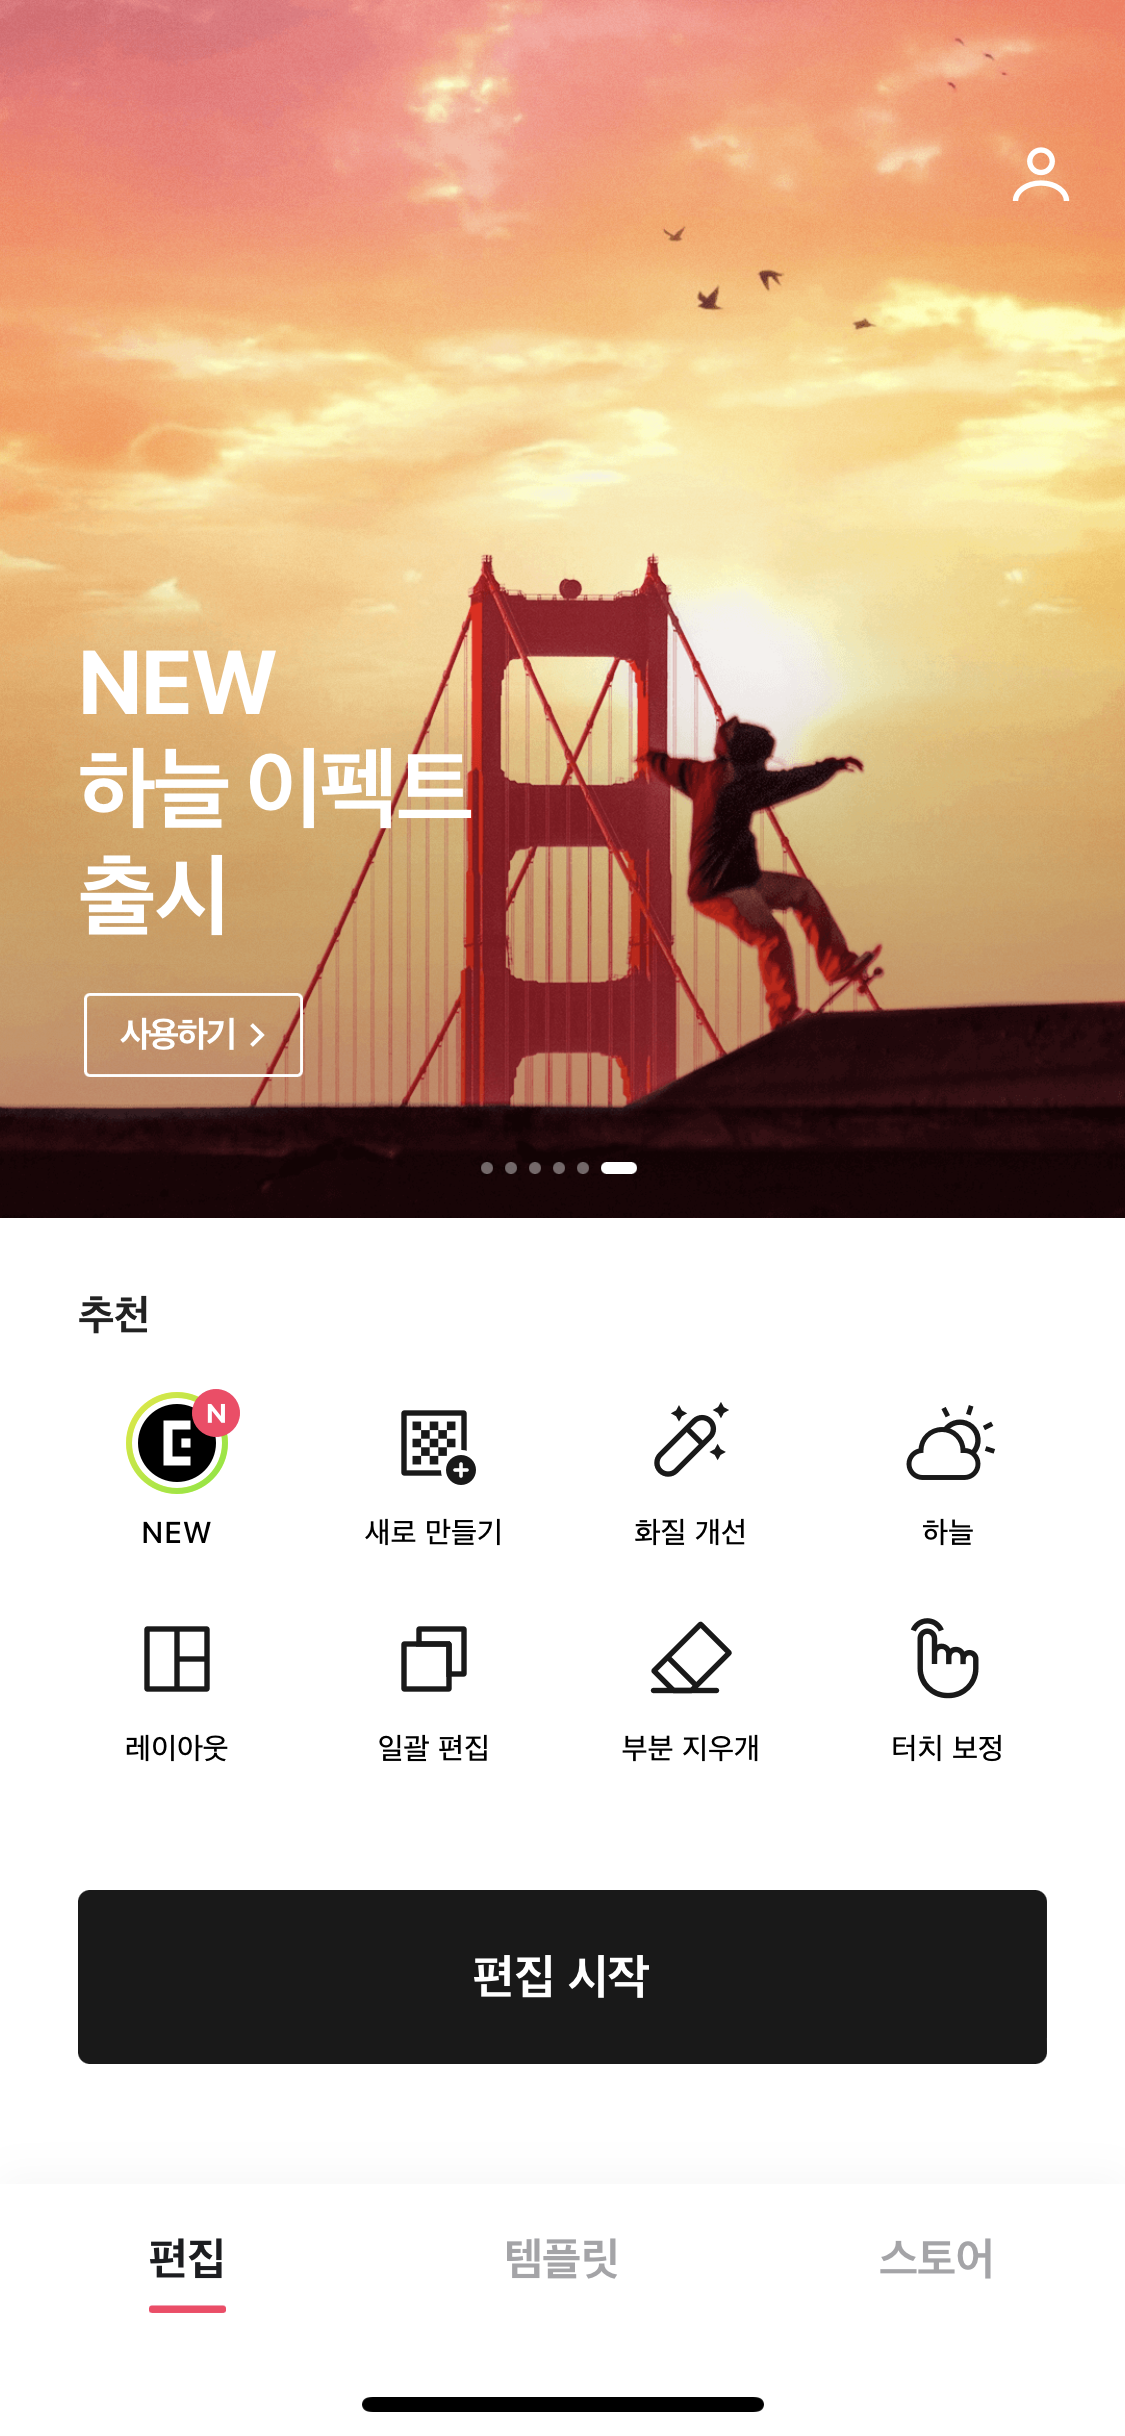 NEW
하늘 이펙트
출시
사용하기
추천
N
NEW
새로 만들기
화질 개선
하늘
레이아웃
일괄 편집
부분 지우개
터치 보정
편집 시작
편집
템플릿
스토어